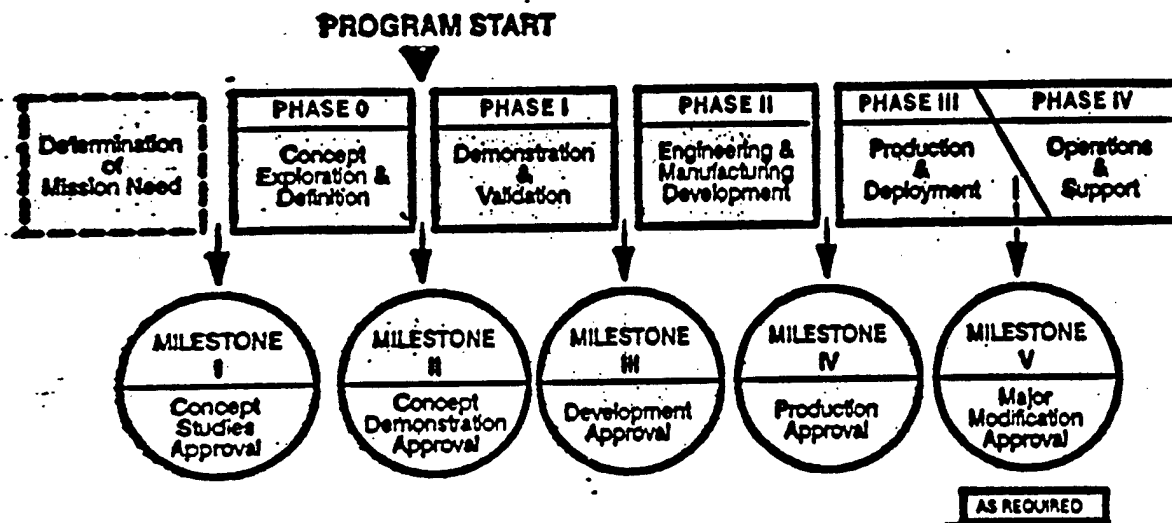 PROGRAM START
Determination
of
Mission Need
PHASE 0
Concept
Exploration &
Definition
PHASE I
Demonstration
&
Validation
PHASE II
Engineering &
Manufacturing
Development
PHASE III
Production
&
Deployment
PHASE IV
Operations
&
Support
MILESTONE
I
Concept
Studies
Approval
MILESTONE
II
Concept
Demonstration
Approval
MILESTONE
III
Development
Approval
MILESTONE
IV
Production
Approval
MILESTONE
V
Major
Modification
Approval
AS REQUIRED